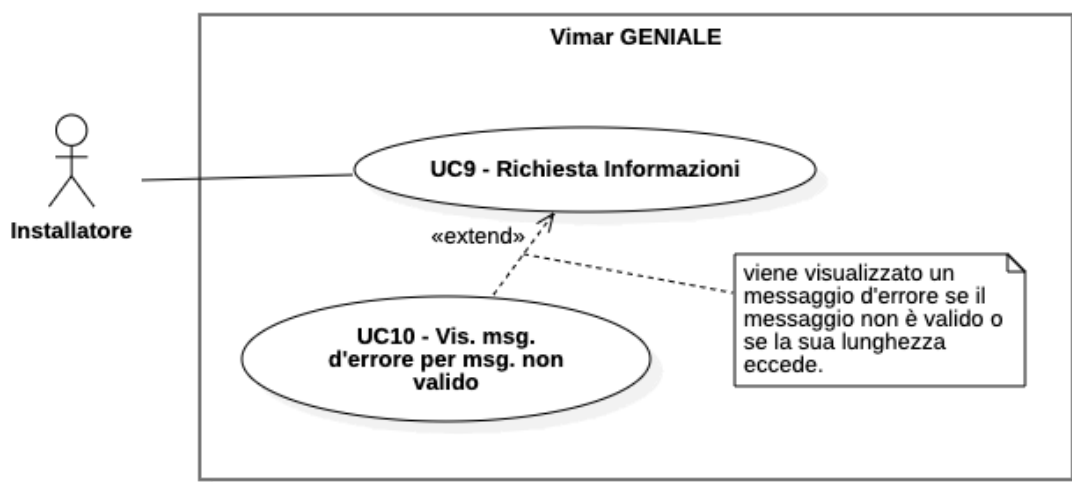 Vimar GENIALE
UC9 - Richiesta Informazioni
Installatore
«extend»
viene visualizzato un
messaggio d'errore se il
messaggio non è valido o
se la sua lunghezza
eccede.
UC10 - Vis. msg.
d'errore per msg. non
valido